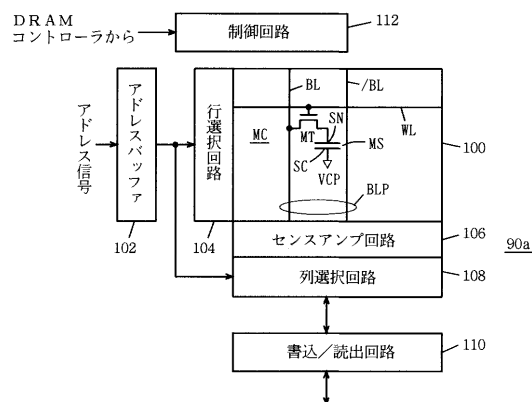 DRAM
コントローラから
制御回路
112
アドレス信号
アドレスバッファ
102
行選択回路
104
BL
/BL
WL
MC
MT
SN
MS
SC
VCP
BLP
100
センスアンプ回路
106
90a
列選択回路
108
書込/読出回路
110